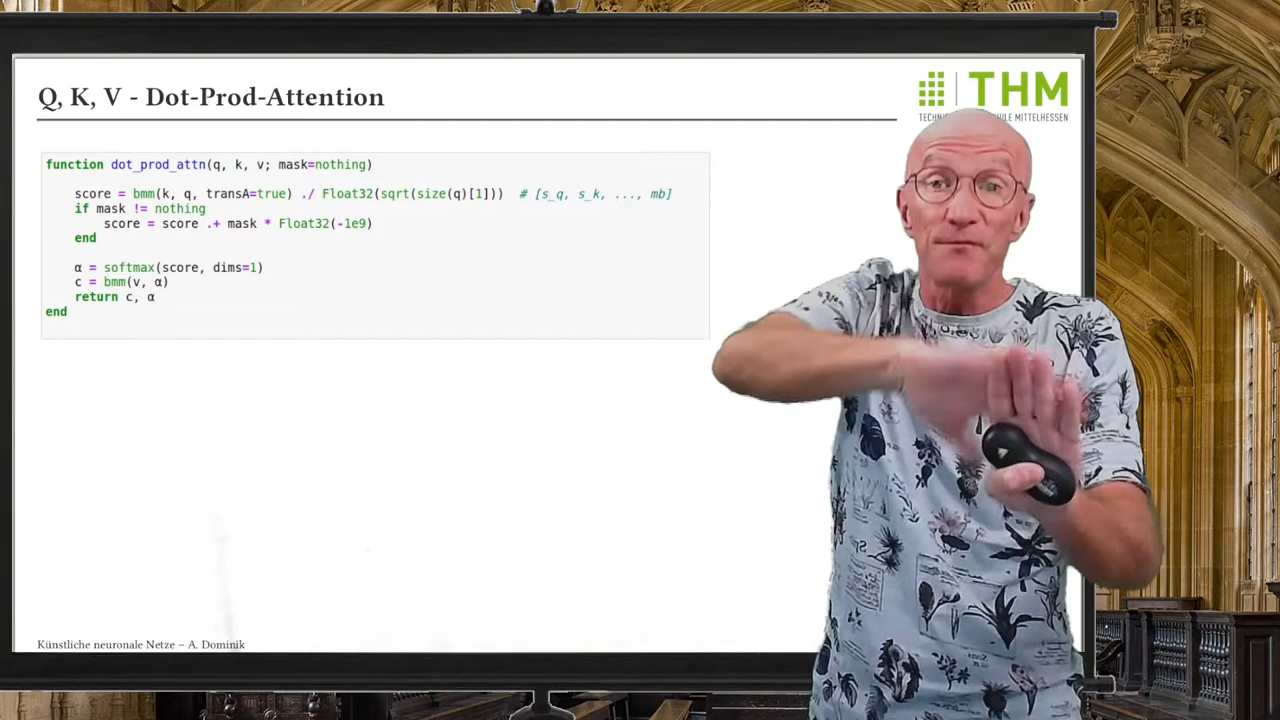 Q, K, V - Dot-Prod-Attention
THM
function dot_prod_attn(q, k, v; mask=nothing)
score = bmm(k, q, transA=true) ./ Float32(sqrt(size(q)[1])) # [s_q, s_k, ..., mb]
if mask != nothing
score = score .+ mask * Float32(-1e9)
end
α = softmax(score, dims=1)
c = bmm(v, α)
return c, α
end
Künstliche neuronale Netze – A. Dominik